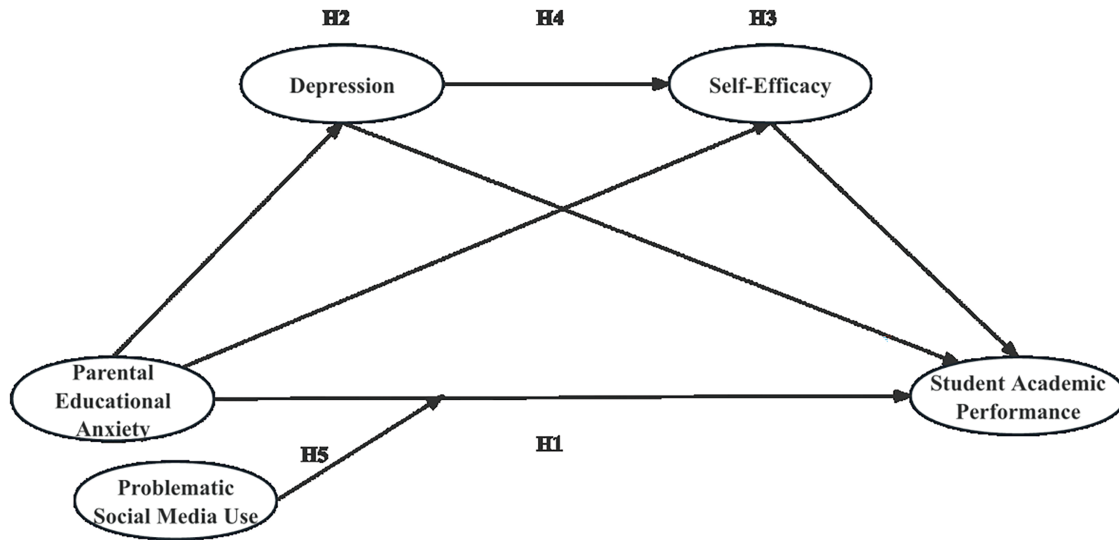 H2
H4
H3
Depression
Self-Efficacy
Parental
Educational
Anxiety
Student Academic
Performance
H5
H1
Problematic
Social Media Use